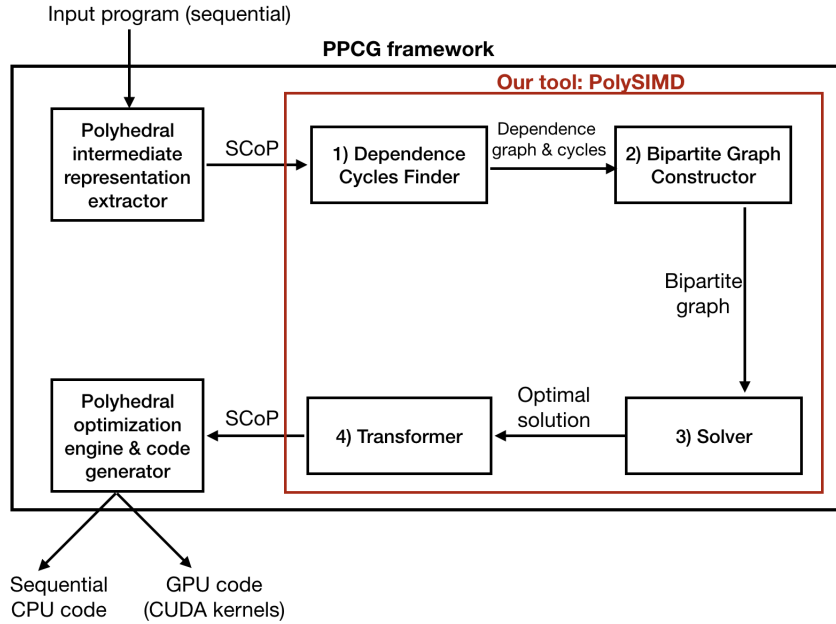 Input program (sequential)
PPCG framework
Our tool: PolySIMD
Polyhedral
intermediate
representation
extractor
SCoP
1) Dependence
Cycles Finder
Dependence
graph & cycles
2) Bipartite Graph
Constructor
Bipartite
graph
3) Solver
Optimal
solution
4) Transformer
SCoP
Polyhedral
optimization
engine & code
generator
Sequential
CPU code
GPU code
(CUDA kernels)